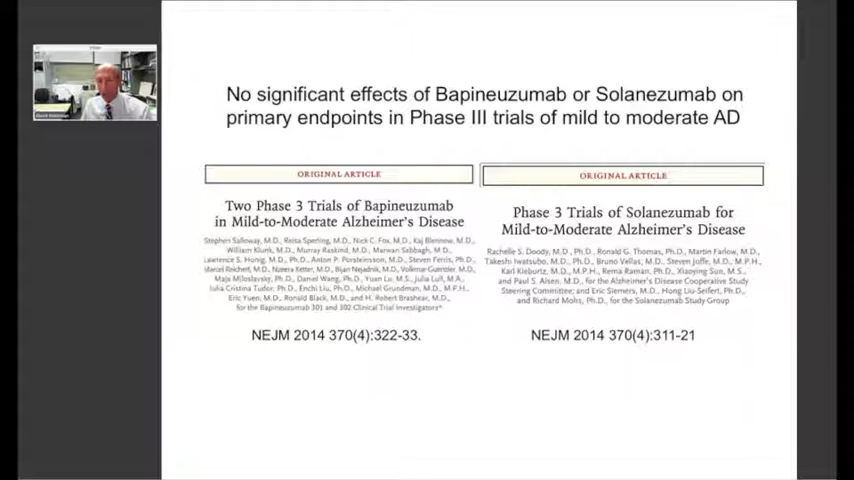 No significant effects of Bapineuzumab or Solanezumab on
primary endpoints in Phase III trials of mild to moderate AD
ORIGINAL ARTICLE
Two Phase 3 Trials of Bapineuzumab
in Mild-to-Moderate Alzheimer's Disease
Stephen Salloway, M.D., Reisa Sperling, M.D., Nick C. Fox, M.D., Kaj Blennow, M.D.,
William Klunk, M.D., Murray Raskind, M.D., Marwan Sabbagh, M.D.,
Lawrence S. Honig, M.D., Ph.D., Anton P. Porsteinsson, M.D., Steven Ferris, Ph.D.,
Marcel Reichert, M.D., Nzeera Ketter, M.D., Bijan Nejadnik, M.D., Volkmar Guenzler, M.D.,
Maja Miloslavsky, Ph.D., Daniel Wang, Ph.D., Yuan Lu, M.S., Julia Lull, M.A.,
Iulia Cristina Tudor, Ph.D., Enchi Liu, Ph.D., Michael Grundman, M.D., M.P.H.,
Eric Yuen, M.D., Ronald Black, M.D., and H. Robert Brashear, M.D.,
for the Bapineuzumab 301 and 302 Clinical Trial Investigators*
NEJM 2014 370(4):322-33.
ORIGINAL ARTICLE
Phase 3 Trials of Solanezumab for
Mild-to-Moderate Alzheimer's Disease
Rachelle S. Doody, M.D., Ph.D., Ronald G. Thomas, Ph.D., Martin Farlow, M.D.,
Takeshi Iwatsubo, M.D., Ph.D., Bruno Vellas, M.D., Steven Joffe, M.D., M.P.H.,
Karl Kieburtz, M.D., M.P.H., Rema Raman, Ph.D., Xiaoying Sun, M.S.,
and Paul S. Aisen, M.D., for the Alzheimer's Disease Cooperative Study
Steering Committee; and Eric Siemers, M.D., Hong Liu-Seifert, Ph.D.,
and Richard Mohs, Ph.D., for the Solanezumab Study Group
NEJM 2014 370(4):311-21